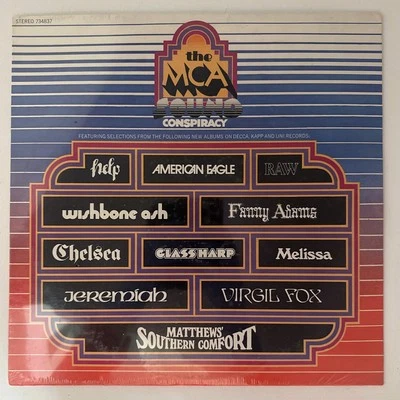 STEREO 734837
the
MCA
SOUND
CONSPIRACY
FEATURING SELECTIONS FROM THE FOLLOWING NEW ALBUMS ON DECCA, KAPP AND UNI RECORDS:
help AMERICAN EAGLE RAW
wishbone ash Fanny Adams
Chelsea GLASS HARP Melissa
JEREMIAH VIRGIL FOX
MATTHEWS'
SOUTHERN COMFORT